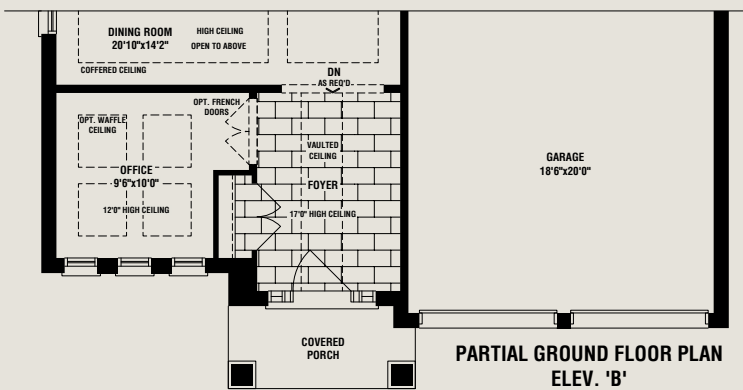 DINING ROOM
20'10"x14'2"
HIGH CEILING
OPEN TO ABOVE
COFFERED CEILING
DN
AS REQ'D
OPT. FRENCH
DOORS
OPT. WAFFLE
CEILING
VAULTED
CEILING
OFFICE
9'6"x10'0"
12'0" HIGH CEILING
FOYER
17'0" HIGH CEILING
GARAGE
18'6"x20'0"
COVERED
PORCH
PARTIAL GROUND FLOOR PLAN
ELEV. 'B'